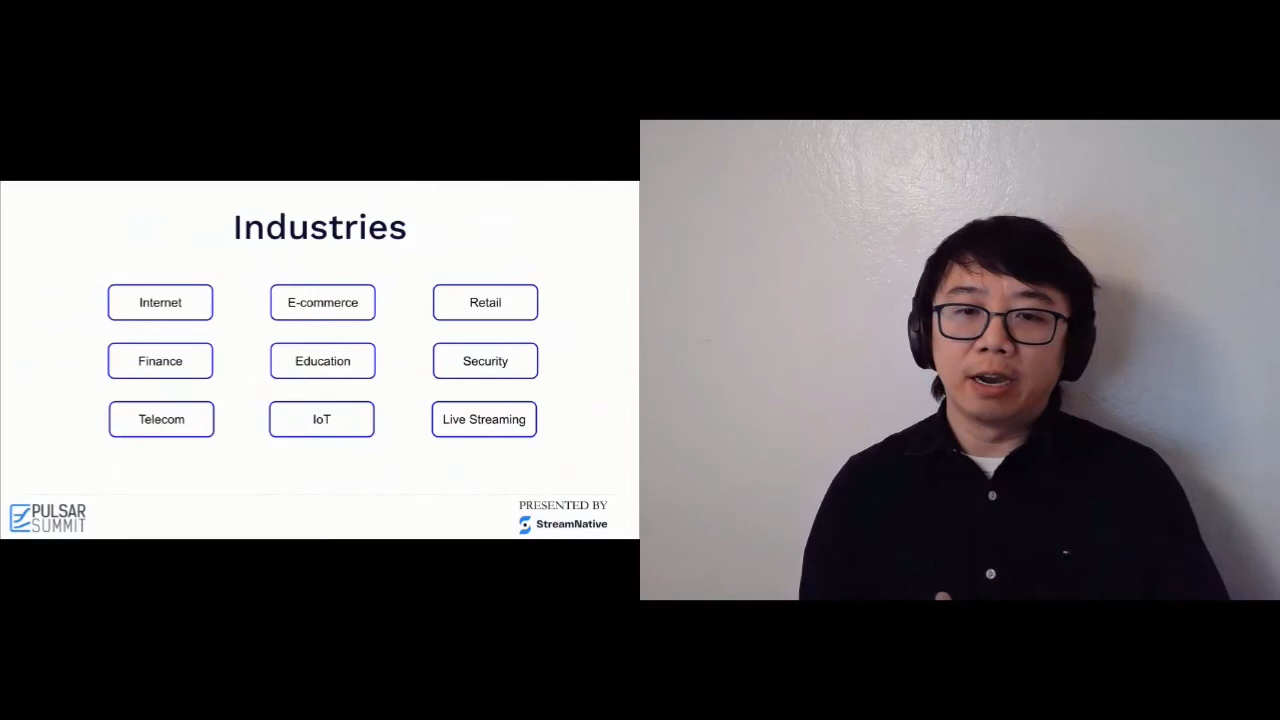 Industries
Internet
E-commerce
Retail
Finance
Education
Security
Telecom
IoT
Live Streaming
PULSAR
SUMMIT
PRESENTED BY
StreamNative